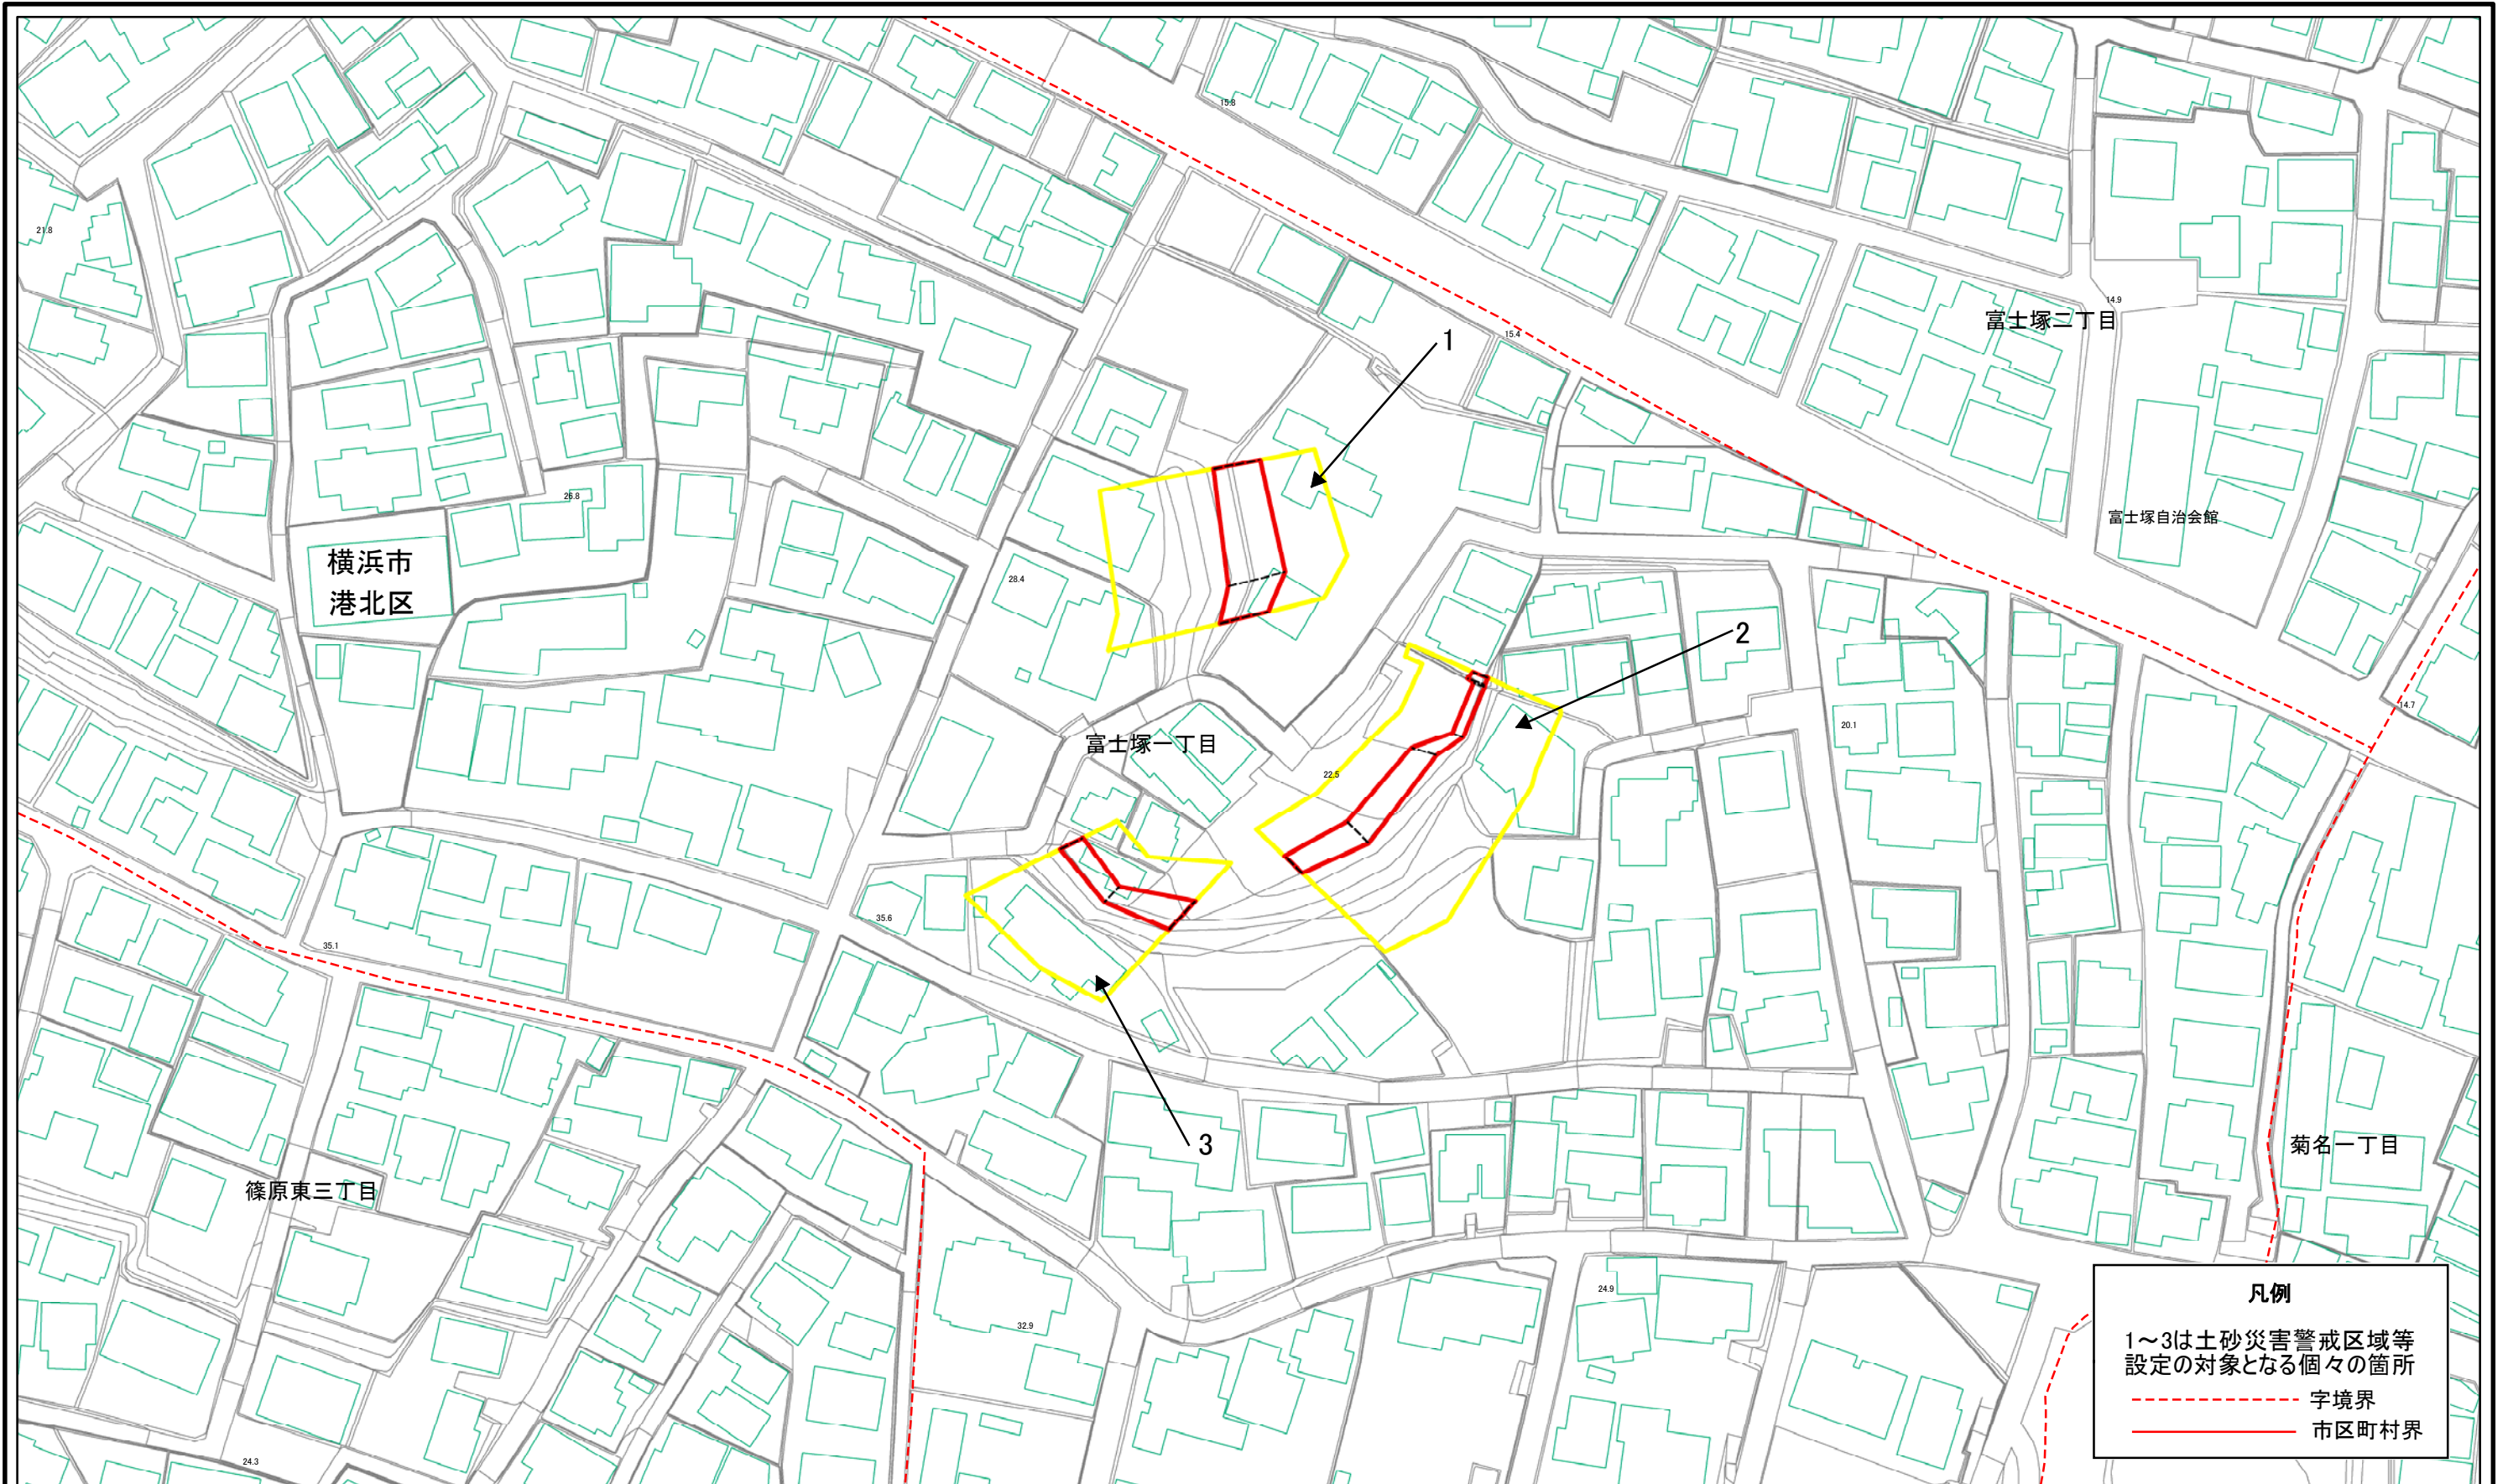 15.8
21.8
14.9
富士塚二丁目
15.4
1
26.8
富士塚自治会館
横浜市
港北区
28.4
2
14.7
20.1
富士塚一丁目
22.5
35.6
35.1
3
菊名一丁目
篠原東三丁目
24.9
32.9
24.3
凡例
1～3は土砂災害警戒区域等
設定の対象となる個々の箇所
字境界
市区町村界